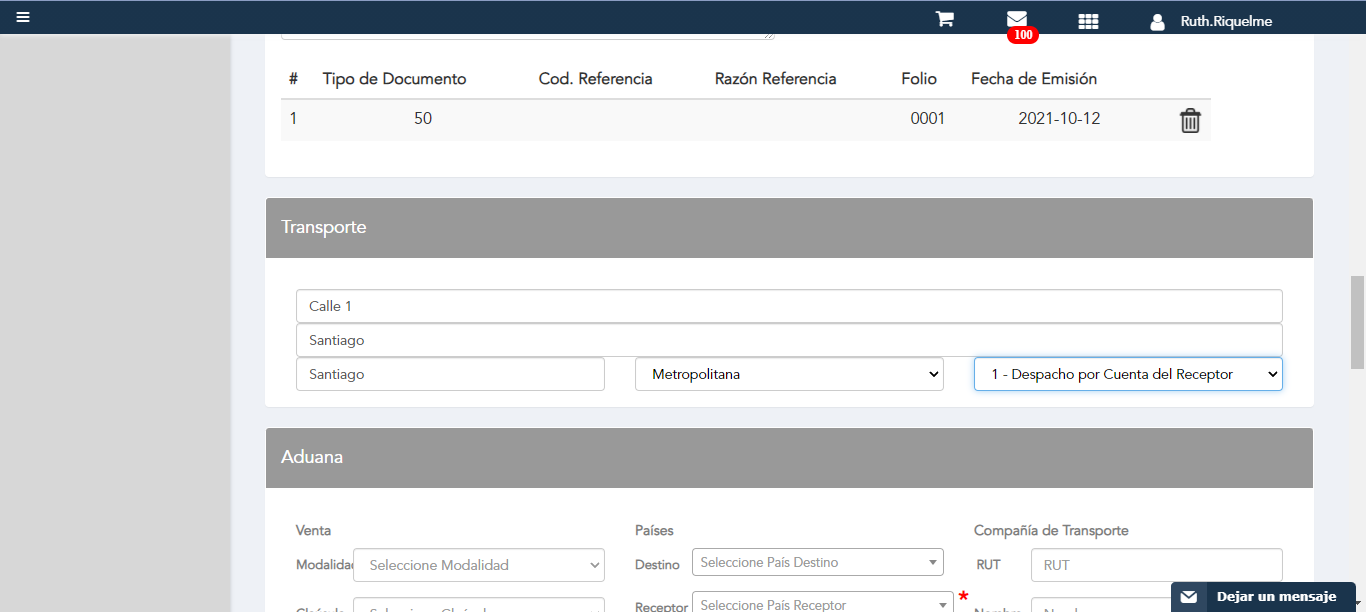 Ruth.Riquelme
100
# Tipo de Documento Cod. Referencia Razón Referencia Folio Fecha de Emisión
1 50 0001 2021-10-12
Transporte
Calle 1
Santiago
Santiago Metropolitana 1 - Despacho por Cuenta del Receptor
Aduana
Venta Países Compañía de Transporte
Modalidad Seleccione Modalidad Destino Seleccione País Destino RUT RUT
Receptor Seleccione País Receptor *
Dejar un mensaje